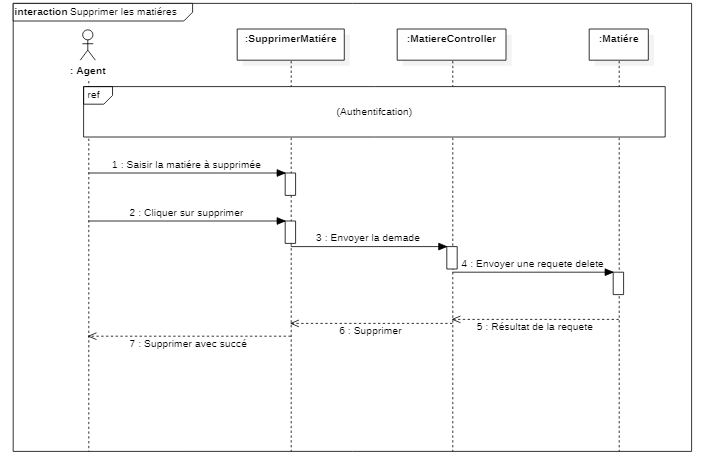 interaction Supprimer les matiéres
:SupprimerMatiére
:MatiereController
:Matiére
: Agent
ref
(Authentifcation)
1 : Saisir la matiére à supprimée
2 : Cliquer sur supprimer
3 : Envoyer la demade
4 : Envoyer une requete delete
5 : Résultat de la requete
6 : Supprimer
7 : Supprimer avec succé